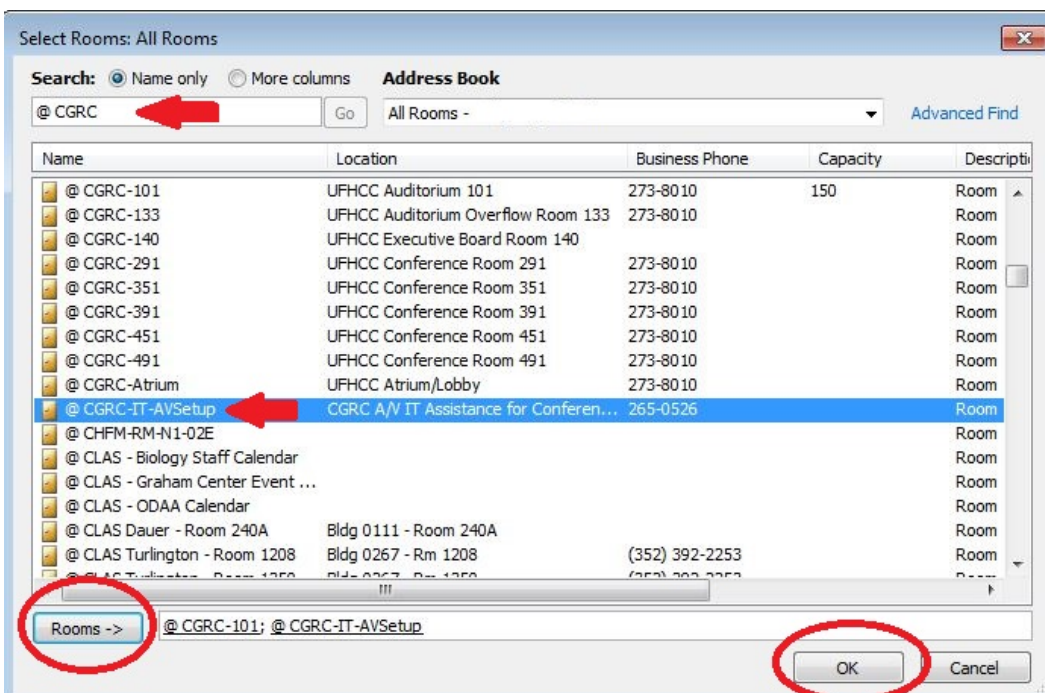 Select Rooms: All Rooms
Search: Name only More columns Address Book
@ CGRC Go All Rooms - Advanced Find
Name Location Business Phone Capacity Descripti
@ CGRC-101 UFHCC Auditorium 101 273-8010 150 Room
@ CGRC-133 UFHCC Auditorium Overflow Room 133 273-8010 Room
@ CGRC-140 UFHCC Executive Board Room 140 Room
@ CGRC-291 UFHCC Conference Room 291 273-8010 Room
@ CGRC-351 UFHCC Conference Room 351 273-8010 Room
@ CGRC-391 UFHCC Conference Room 391 273-8010 Room
@ CGRC-451 UFHCC Conference Room 451 273-8010 Room
@ CGRC-491 UFHCC Conference Room 491 273-8010 Room
@ CGRC-Atrium UFHCC Atrium/Lobby 273-8010 Room
@ CGRC-IT-AVSetup CGRC A/V IT Assistance for Conferen... 265-0526 Room
@ CHFM-RM-N1-02E Room
@ CLAS - Biology Staff Calendar Room
@ CLAS - Graham Center Event ... Room
@ CLAS - ODAA Calendar Room
@ CLAS Dauer - Room 240A Bldg 0111 - Room 240A Room
@ CLAS Turlington - Room 1208 Bldg 0267 - Rm 1208 (352) 392-2253 Room
Rooms -> @ CGRC-101; @ CGRC-IT-AVSetup
OK Cancel